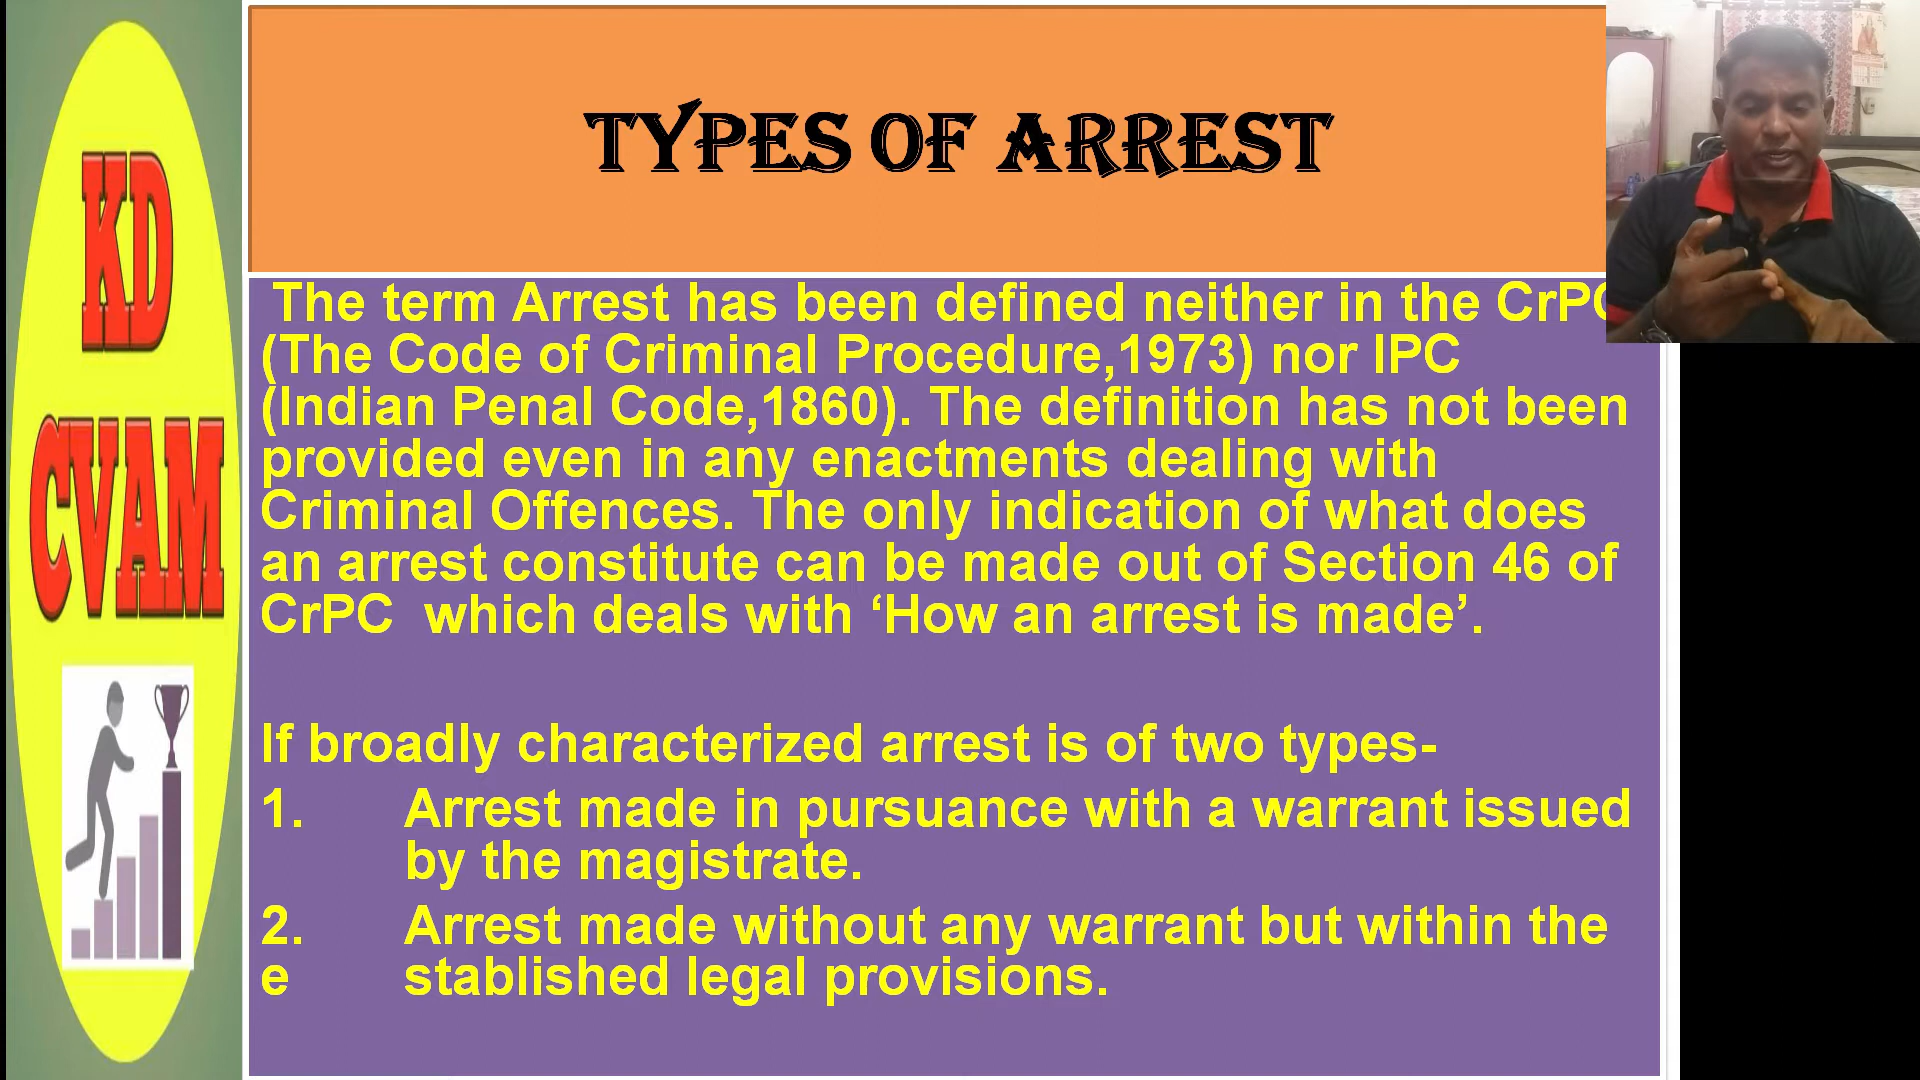 KD
CVAM
TYPES OF ARREST
The term Arrest has been defined neither in the CrPC
(The Code of Criminal Procedure,1973) nor IPC
(Indian Penal Code,1860). The definition has not been
provided even in any enactments dealing with
Criminal Offences. The only indication of what does
an arrest constitute can be made out of Section 46 of
CrPC which deals with ‘How an arrest is made’.
If broadly characterized arrest is of two types-
1. Arrest made in pursuance with a warrant issued
by the magistrate.
2. Arrest made without any warrant but within the
e stablished legal provisions.